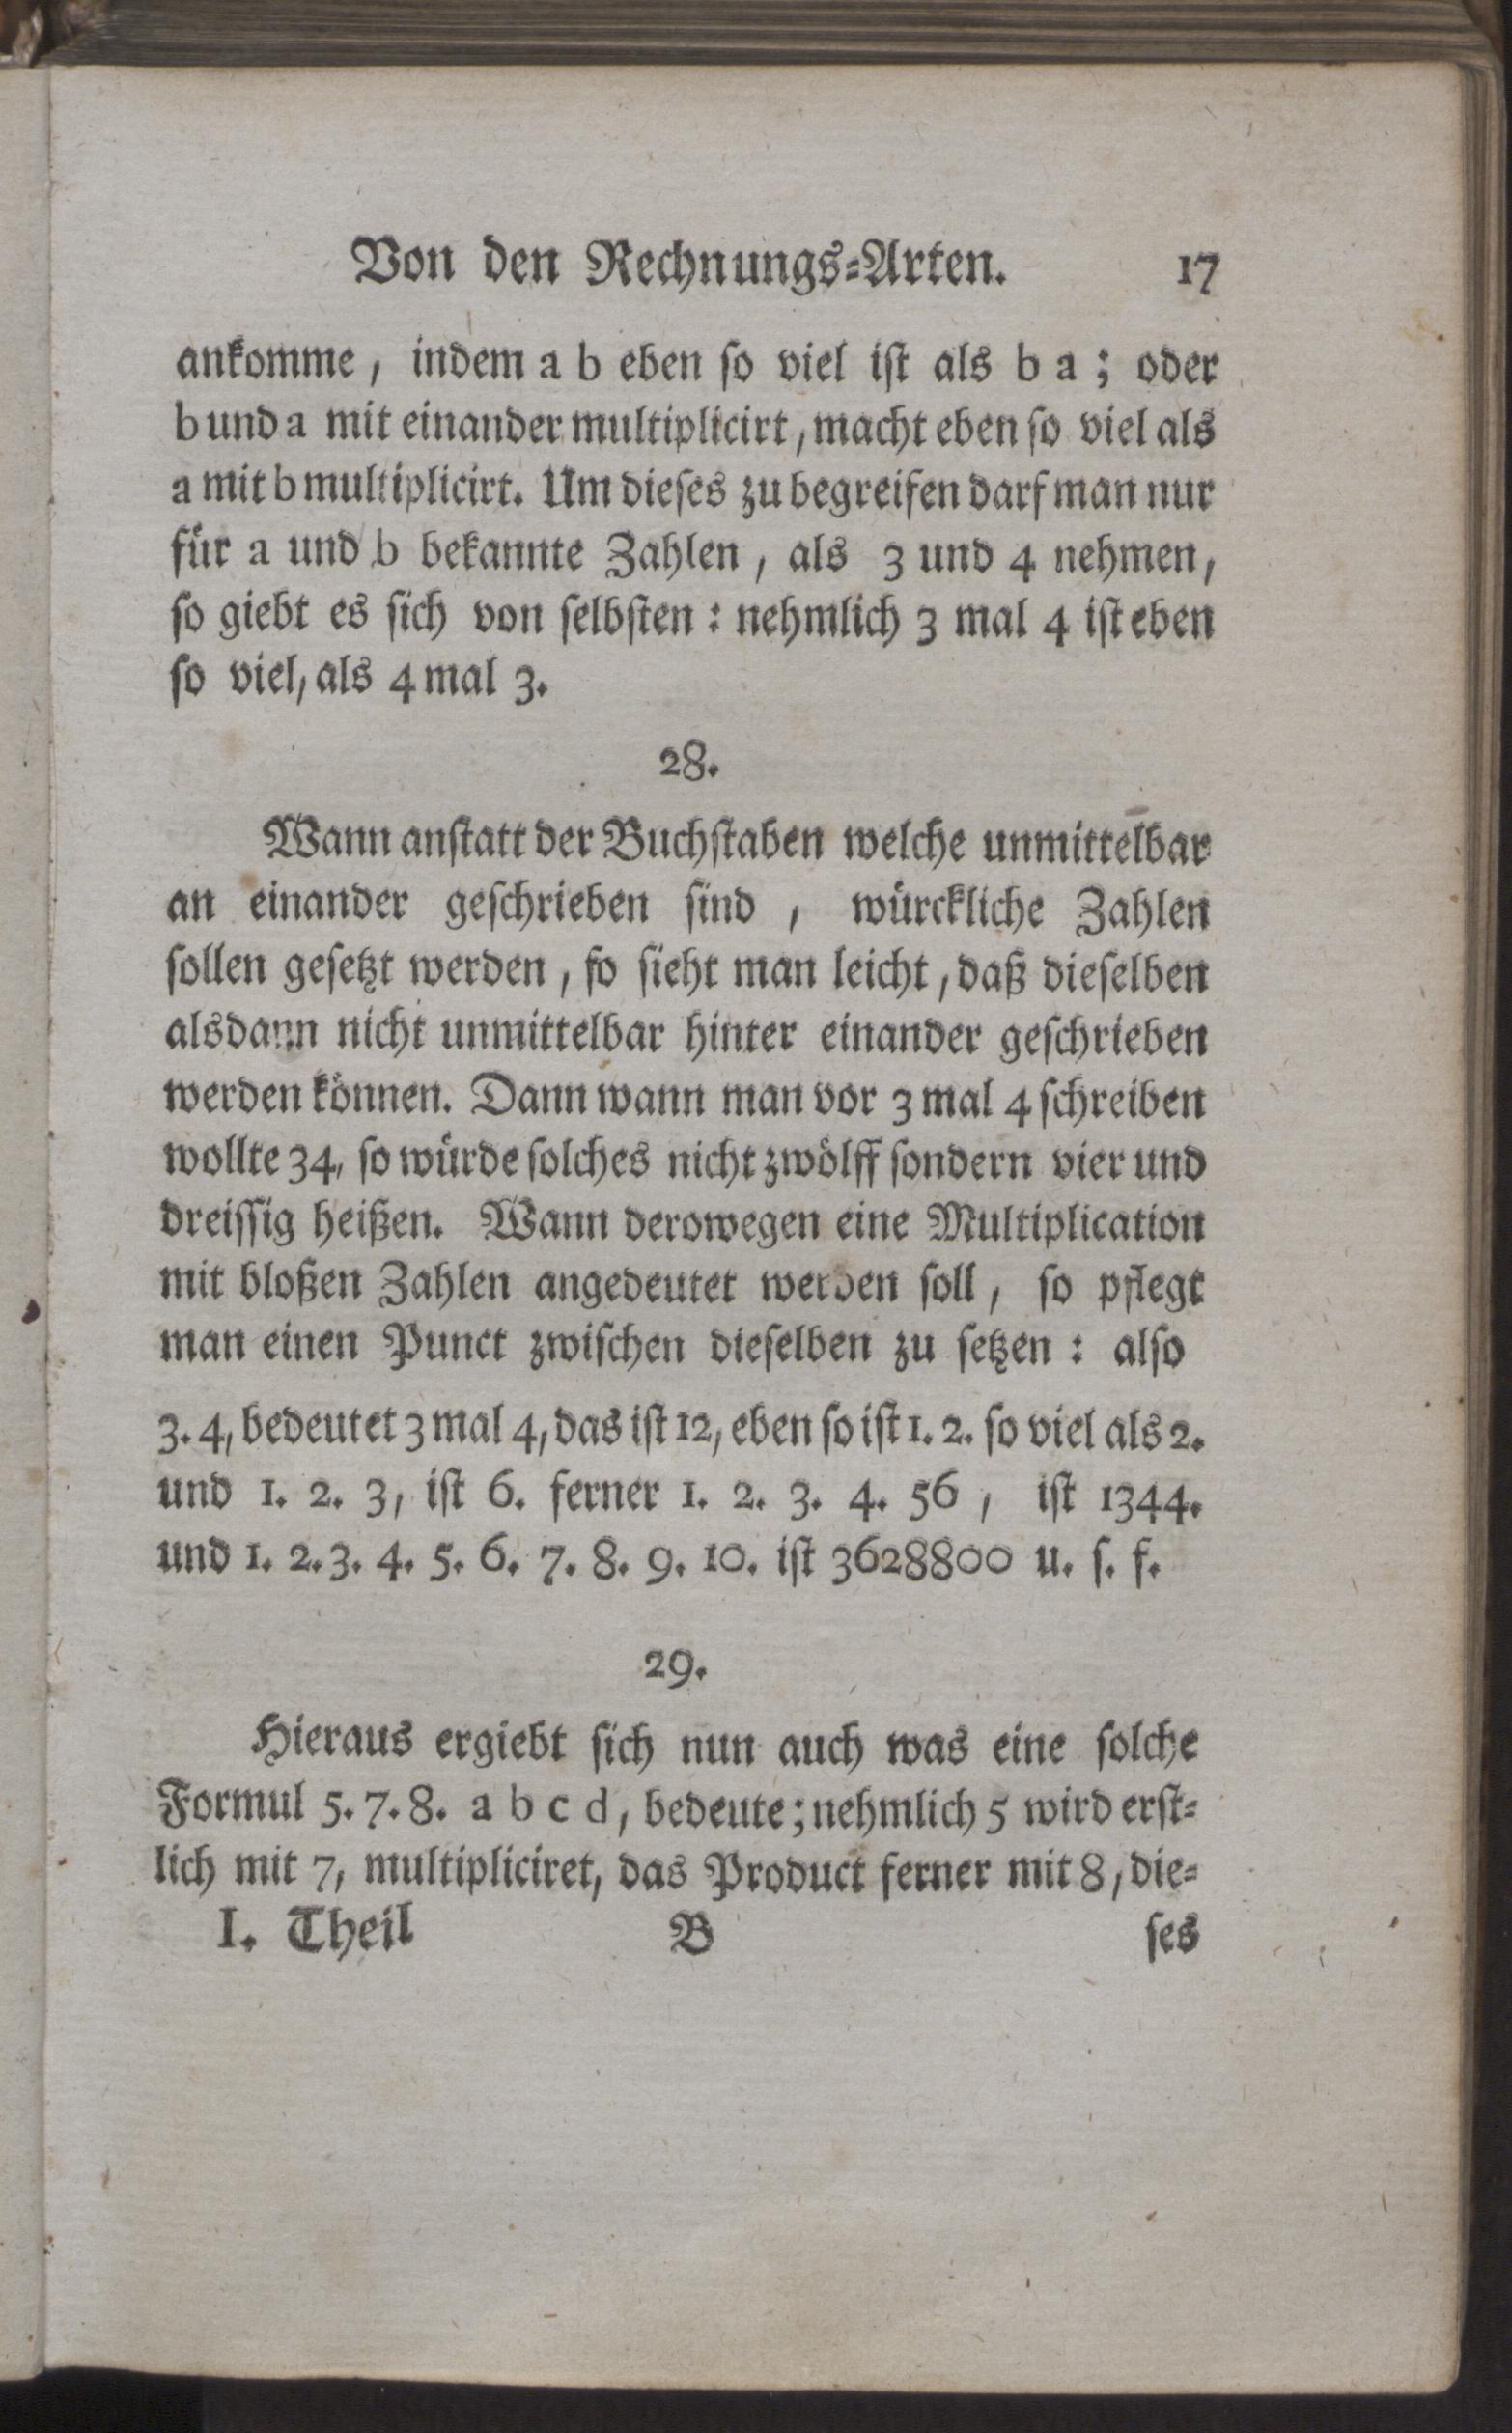 Von den Rechnungs=Arten. 17
ankomme, indem a b eben ſo viel iſt als b a; oder
b und a mit einander multiplicirt, macht eben ſo viel als
a mit b multiplicirt. Um dieſes zu begreifen darf man nur
für a und b bekannte Zahlen, als 3 und 4 nehmen,
ſo giebt es ſich von ſelbſten: nehmlich 3 mal 4 iſt eben
ſo viel, als 4 mal 3.
28.
Wann anſtatt der Buchſtaben welche unmittelbar
an einander geſchrieben ſind, würckliche Zahlen
ſollen geſetzt werden, ſo ſieht man leicht, daß dieſelben
alsdann nicht unmittelbar hinter einander geſchrieben
werden können. Dann wann man vor 3 mal 4 ſchreiben
wollte 34, ſo würde ſolches nicht zwölff ſondern vier und
dreiſſig heißen. Wann derowegen eine Multiplication
mit bloßen Zahlen angedeutet werden ſoll, ſo pflegt
man einen Punct zwiſchen dieſelben zu ſetzen: alſo
3. 4, bedeutet 3 mal 4, das iſt 12, eben ſo iſt 1. 2. ſo viel als 2.
und 1. 2. 3, iſt 6. ferner 1. 2. 3. 4. 56, iſt 1344.
und 1. 2. 3. 4. 5. 6. 7. 8. 9. 10. iſt 3628800 u. ſ. f.
29.
Hieraus ergiebt ſich nun auch was eine ſolche
Formul 5. 7. 8. a b c d, bedeute; nehmlich 5 wird erſt=
lich mit 7, multipliciret, das Product ferner mit 8, die=
I. Theil B ſes